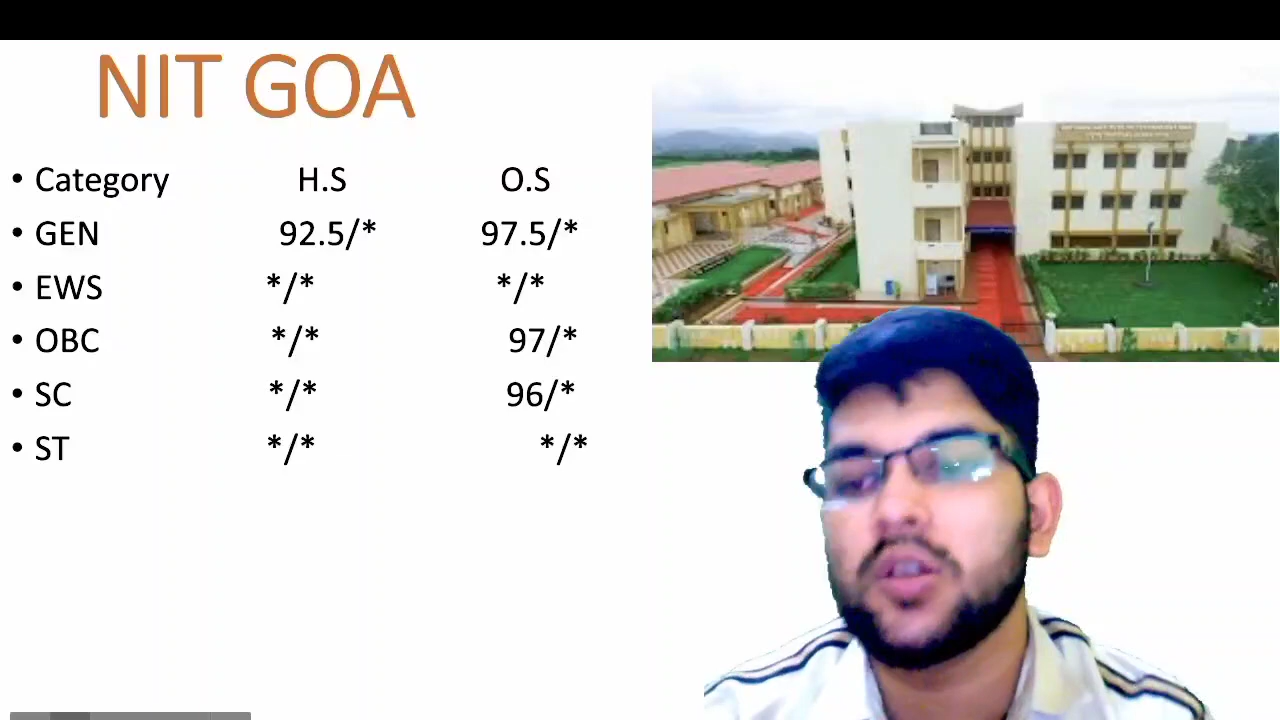 NIT GOA
• Category H.S O.S
• GEN 92.5/* 97.5/*
• EWS */* */*
• OBC */* 97/*
• SC */* 96/*
• ST */* */*